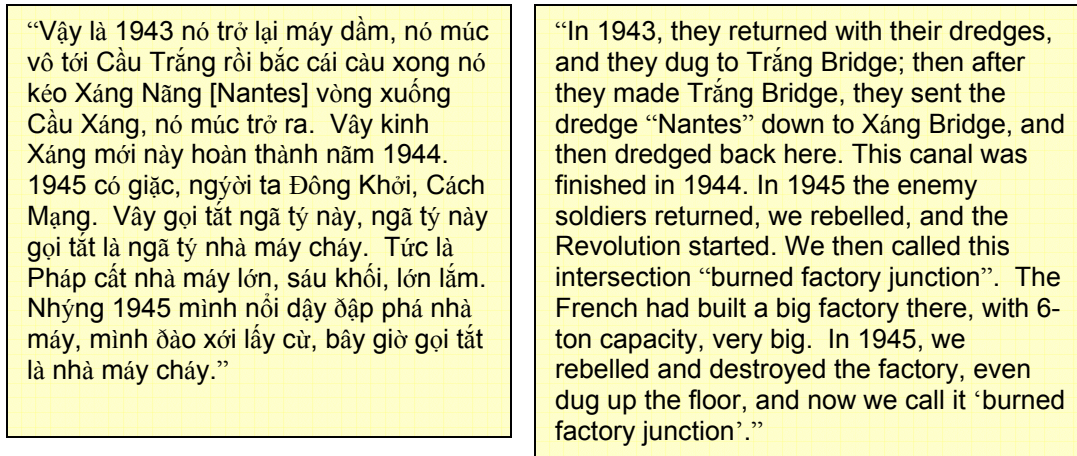 “Vậy là 1943 nó trở lại máy dầm, nó múc
vô tới Cầu Trắng rồi bắc cái càu xong nó
kéo Xáng Nãng [Nantes] vòng xuống
Cầu Xáng, nó múc trở ra.  Vây kinh
Xáng mới này hoàn thành nãm 1944.
1945 có giặc, ngýời ta Đông Khởi, Cách
Mạng.  Vây gọi tắt ngã tý này, ngã tý này
gọi tắt là ngã tý nhà máy cháy.  Tức là
Pháp cất nhà máy lớn, sáu khối, lớn lắm.
Nhýng 1945 mình nổi dậy ðập phá nhà
máy, mình ðào xới lấy cừ, bây giờ gọi tắt
là nhà máy cháy.”
“In 1943, they returned with their dredges,
and they dug to Trắng Bridge; then after
they made Trắng Bridge, they sent the
dredge “Nantes” down to Xáng Bridge, and
then dredged back here. This canal was
finished in 1944. In 1945 the enemy
soldiers returned, we rebelled, and the
Revolution started. We then called this
intersection “burned factory junction”.  The
French had built a big factory there, with 6-
ton capacity, very big.  In 1945, we
rebelled and destroyed the factory, even
dug up the floor, and now we call it ‘burned
factory junction’.”